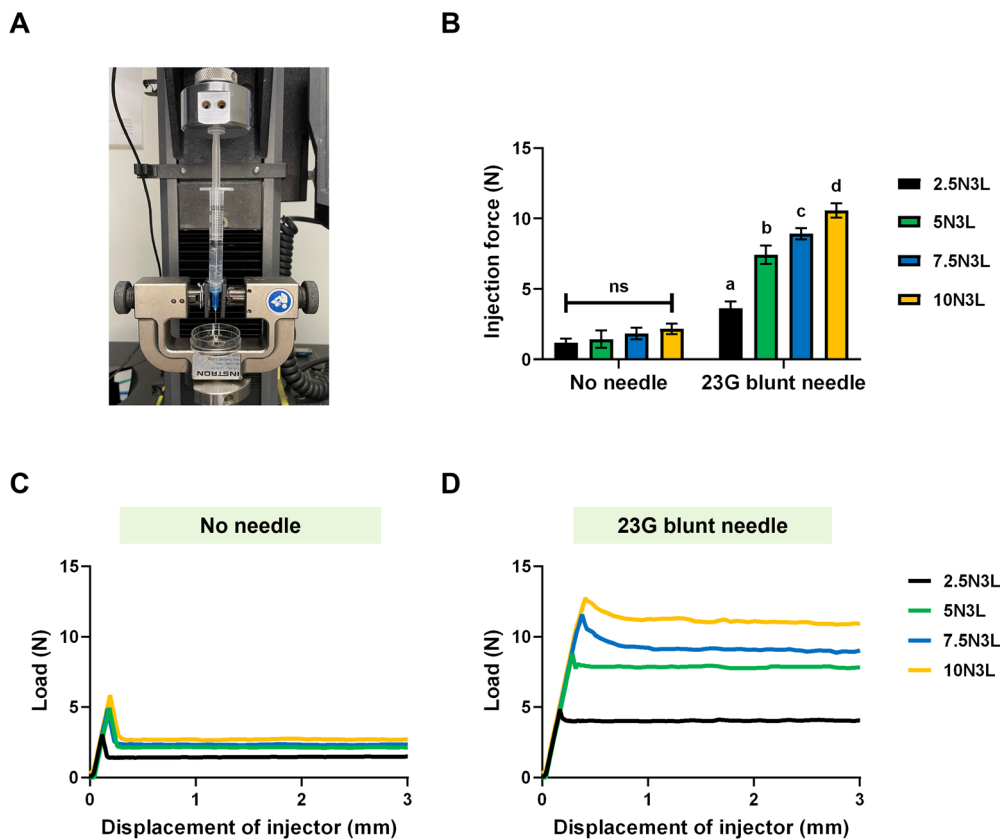 A
B
INSTRON
Injection force (N)
15
10
5
0
ns
a
b
c
d
No needle
23G blunt needle
2.5N3L
5N3L
7.5N3L
10N3L
C
D
No needle
23G blunt needle
Load (N)
15
10
5
0
0
1
2
3
Displacement of injector (mm)
Load (N)
15
10
5
0
0
1
2
3
Displacement of injector (mm)
2.5N3L
5N3L
7.5N3L
10N3L